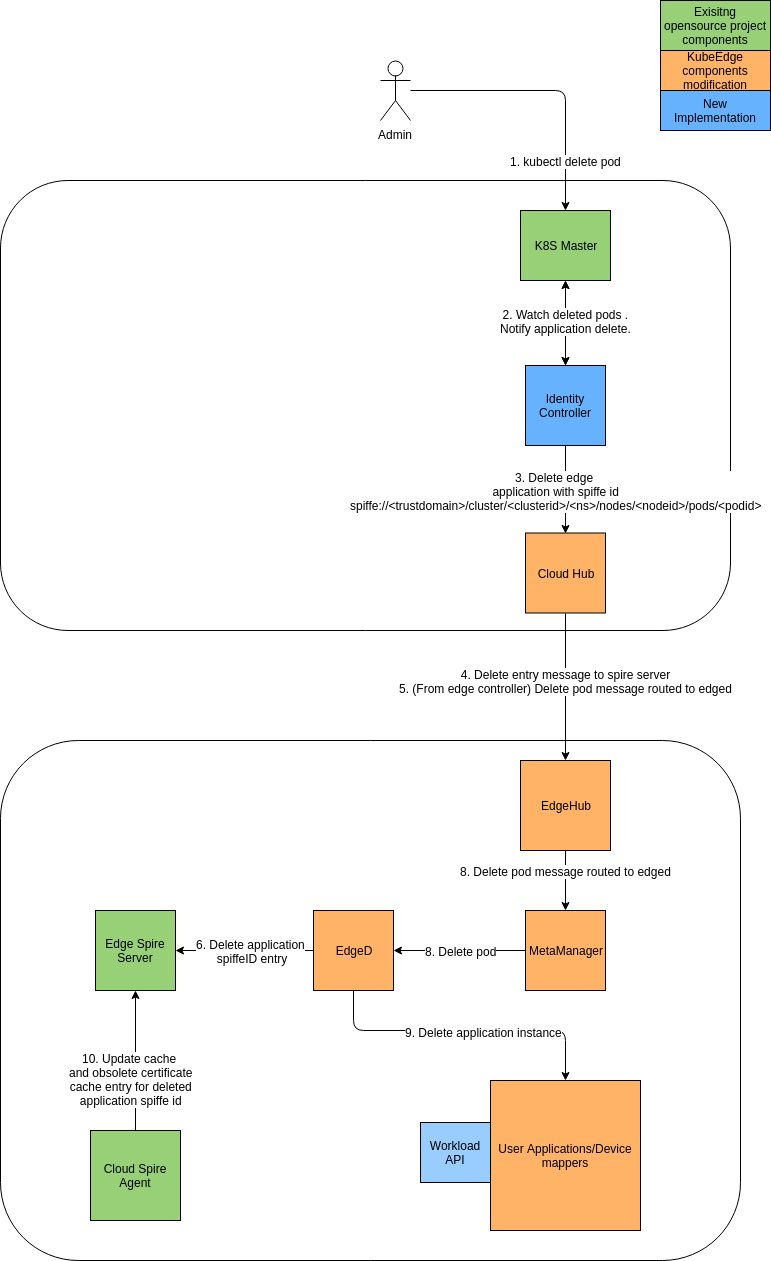 Exisitng
opensource project
components
KubeEdge
components
modification
New
Implementation
Admin
1. kubectl delete pod
K8S Master
2. Watch deleted pods .
Notify application delete.
Identity
Controller
3. Delete edge
application with spiffe id
spiffe://<trustdomain>/cluster/<clusterid>/<ns>/nodes/<nodeid>/pods/<podid>
Cloud Hub
4. Delete entry message to spire server
5. (From edge controller) Delete pod message routed to edged
EdgeHub
8. Delete pod message routed to edged
Edge Spire
Server
6. Delete application
spiffeID entry
EdgeD
8. Delete pod
MetaManager
9. Delete application instance
10. Update cache
and obsolete certificate
cache entry for deleted
application spiffe id
Cloud Spire
Agent
Workload
API
User Applications/Device
mappers